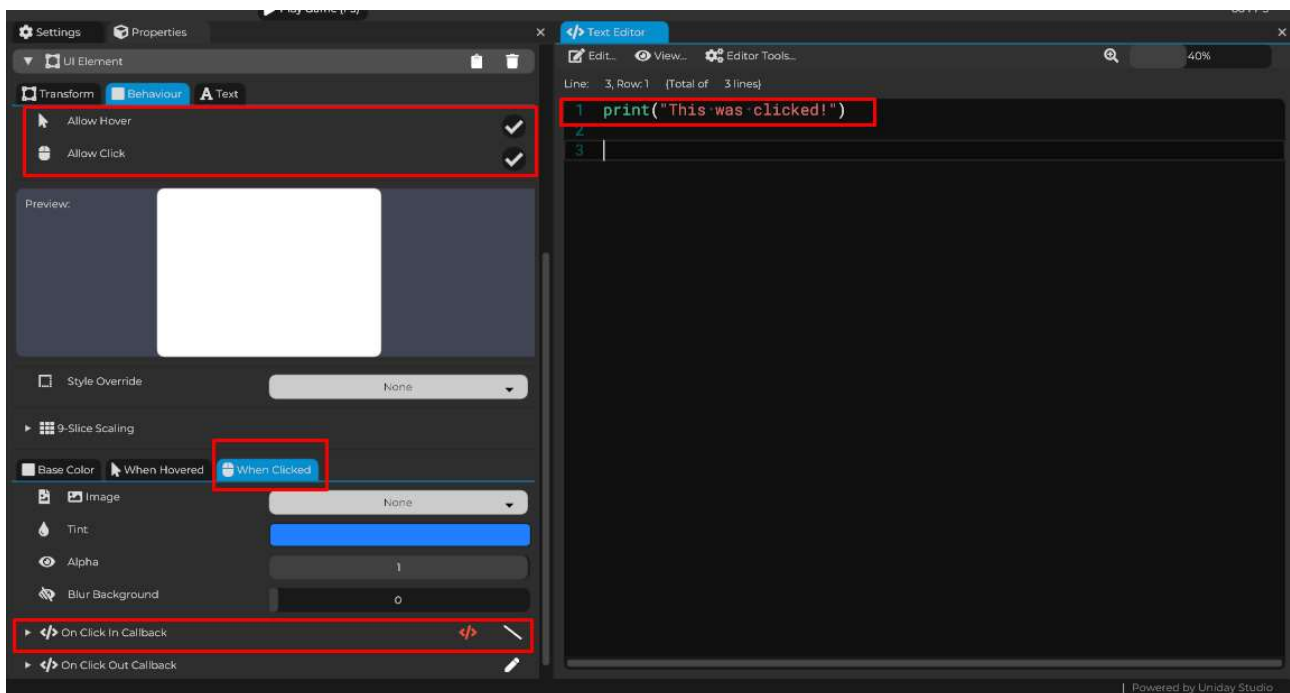 Play Game (F5)
Settings Properties
UI Element
Transform Behaviour Text
Allow Hover
Allow Click
Preview:
Style Override None
9-Slice Scaling
Base Color When Hovered When Clicked
Image None
Tint
Alpha 1
Blur Background 0
On Click In Callback
On Click Out Callback
Text Editor
Edit... View... Editor Tools... 40%
Line: 3, Row: 1 (Total of 3 lines)
1 print("This·was·clicked!")
2
3
Powered by Uniday Studio